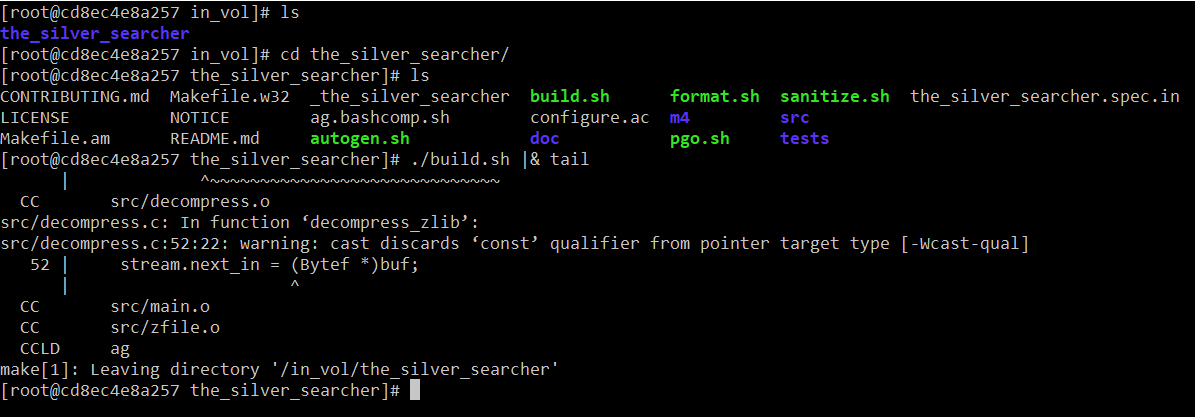 [root@cd8ec4e8a257 in_vol]# ls
the_silver_searcher
[root@cd8ec4e8a257 in_vol]# cd the_silver_searcher/
[root@cd8ec4e8a257 the_silver_searcher]# ls
CONTRIBUTING.md  Makefile.w32  _the_silver_searcher  build.sh      format.sh  sanitize.sh  the_silver_searcher.spec.in
LICENSE          NOTICE        ag.bashcomp.sh        configure.ac  m4         src
Makefile.am      README.md     autogen.sh            doc           pgo.sh     tests
[root@cd8ec4e8a257 the_silver_searcher]# ./build.sh |& tail
      |             ^~~~~~~~~~~~~~~~~~~~~~~~~~~~~
  CC       src/decompress.o
src/decompress.c: In function ‘decompress_zlib’:
src/decompress.c:52:22: warning: cast discards ‘const’ qualifier from pointer target type [-Wcast-qual]
   52 |     stream.next_in = (Bytef *)buf;
      |                      ^
  CC       src/main.o
  CC       src/zfile.o
  CCLD     ag
make[1]: Leaving directory '/in_vol/the_silver_searcher'
[root@cd8ec4e8a257 the_silver_searcher]#